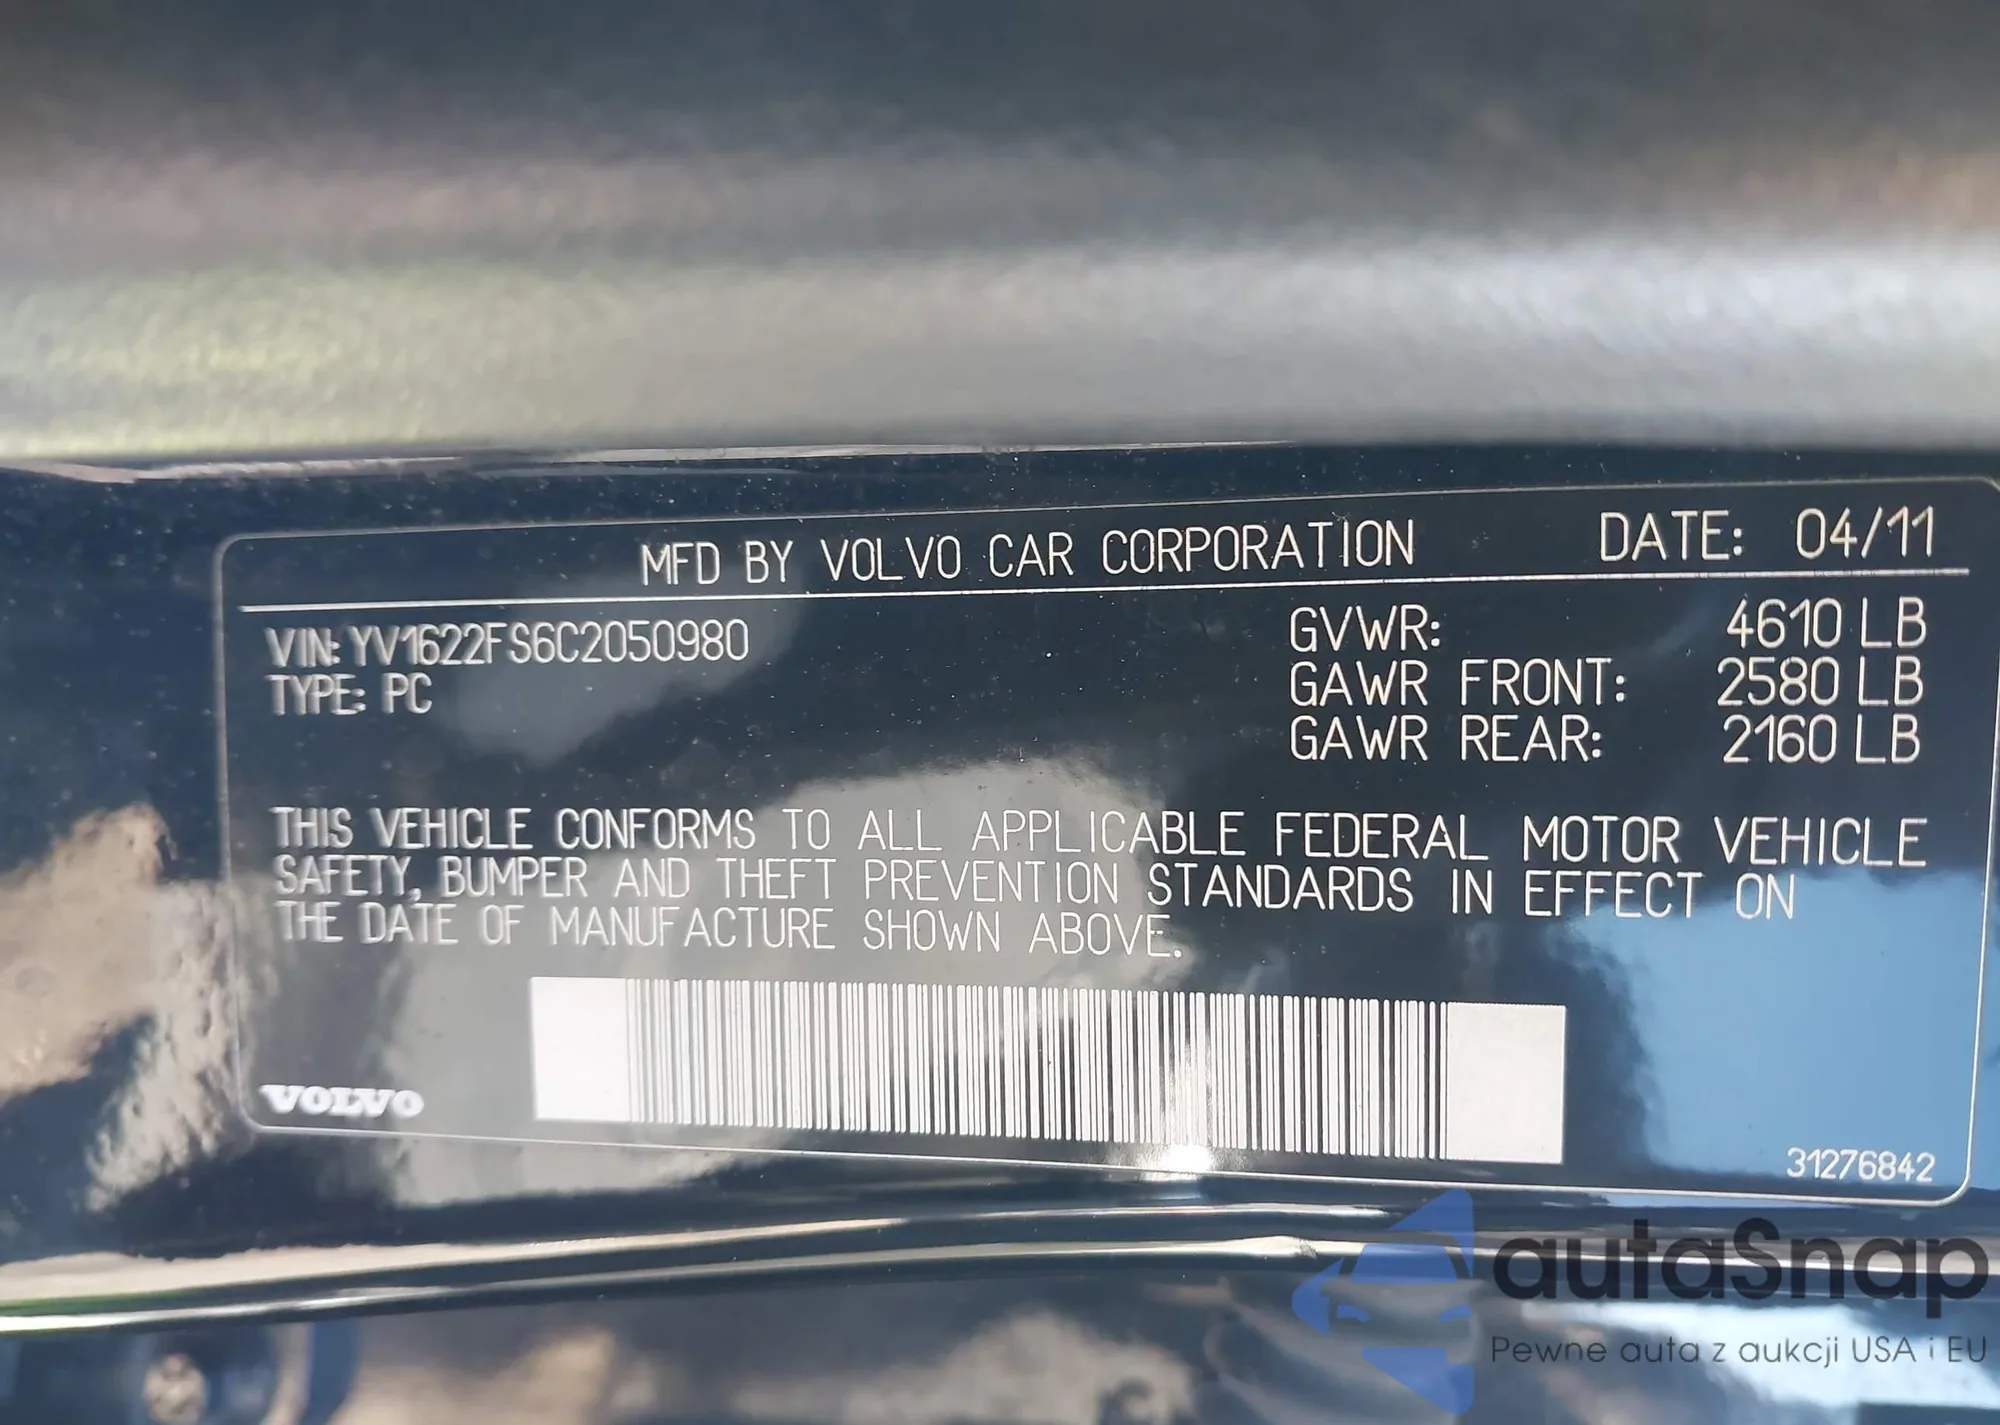 MFD BY VOLVO CAR CORPORATION DATE: 04/11
VIN: YV1622FS6C2050980 GVWR: 4610 LB
TYPE: PC GAWR FRONT: 2580 LB
GAWR REAR: 2160 LB
THIS VEHICLE CONFORMS TO ALL APPLICABLE FEDERAL MOTOR VEHICLE
SAFETY, BUMPER AND THEFT PREVENTION STANDARDS IN EFFECT ON
THE DATE OF MANUFACTURE SHOWN ABOVE.
VOLVO
31276842
autaSnap
Pewne auta z aukcji USA i EU